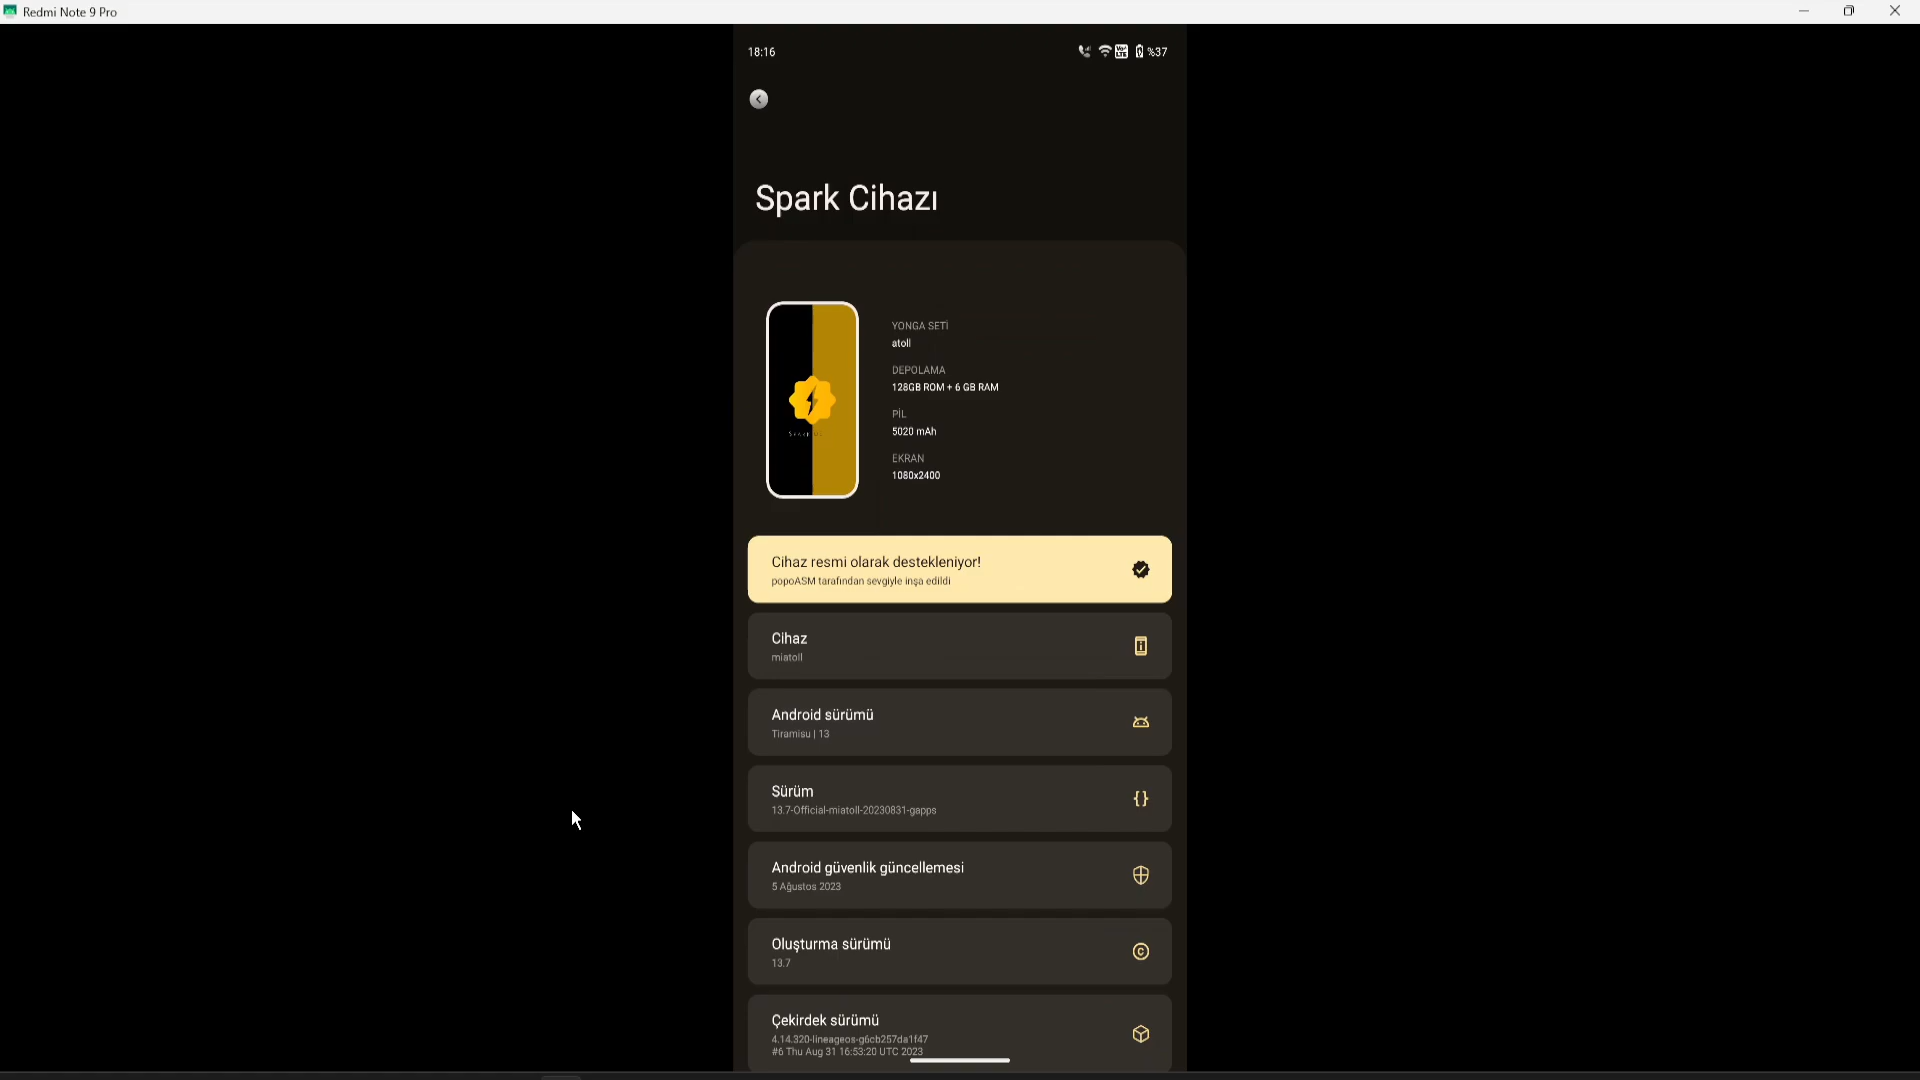 Redmi Note 9 Pro
18:16
%37
Spark Cihazı
YONGA SETİ
atoll
DEPOLAMA
128GB ROM + 6 GB RAM
PİL
5020 mAh
EKRAN
1080x2400
Cihaz resmi olarak destekleniyor!
popoASM tarafından sevgiyle inşa edildi
Cihaz
miatoll
Android sürümü
Tiramisu | 13
Sürüm
13.7-Official-miatoll-20230831-gapps
Android güvenlik güncellemesi
5 Ağustos 2023
Oluşturma sürümü
13.7
Çekirdek sürümü
4.14.320-lineageos-g6cb257da1f47
#6 Thu Aug 31 16:53:20 UTC 2023